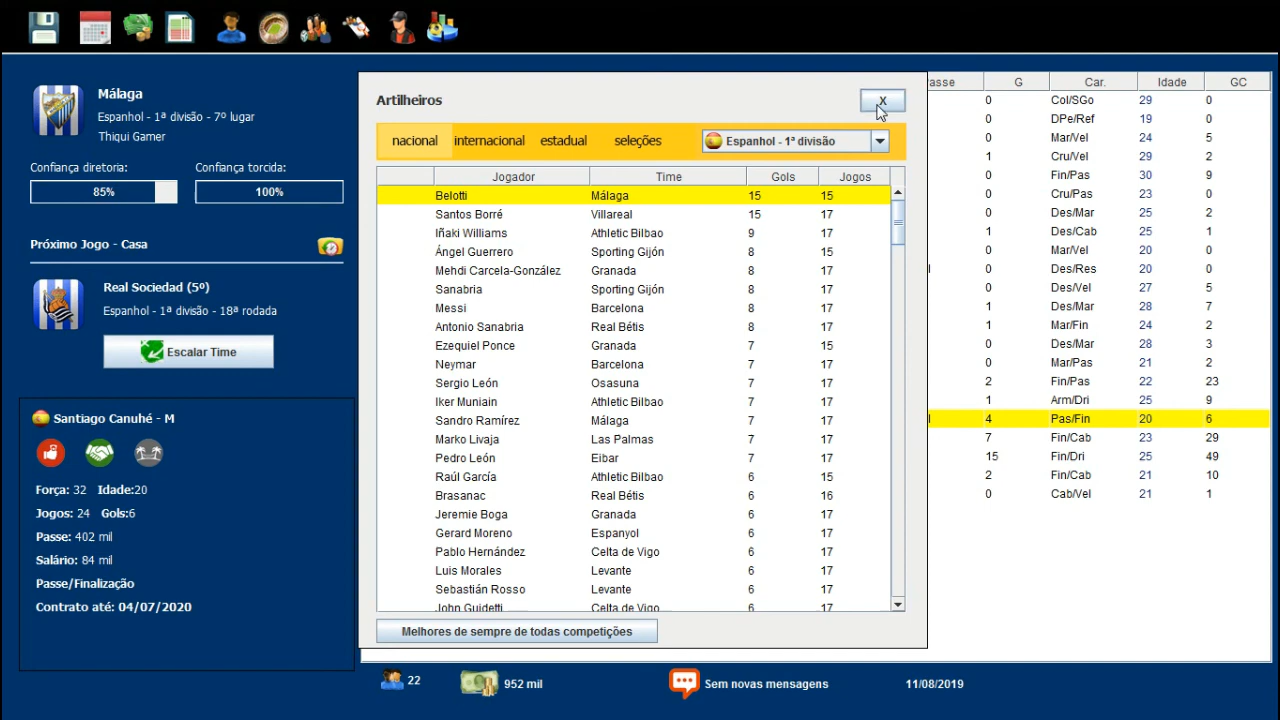 Málaga
Espanhol - 1ª divisão - 7º lugar
Thiqui Gamer
Confiança diretoria: Confiança torcida:
85% 100%
Próximo Jogo - Casa
Real Sociedad (5º)
Espanhol - 1ª divisão - 18ª rodada
Escalar Time
Santiago Canuhé - M
Força: 32 Idade:20
Jogos: 24 Gols:6
Passe: 402 mil
Salário: 84 mil
Passe/Finalização
Contrato até: 04/07/2020
Artilheiros
X
nacional internacional estadual seleções Espanhol - 1ª divisão
Jogador Time Gols Jogos
Belotti Málaga 15 15
Santos Borré Villareal 15 17
Iñaki Williams Athletic Bilbao 9 17
Ángel Guerrero Sporting Gijón 8 15
Mehdi Carcela-González Granada 8 17
Sanabria Sporting Gijón 8 17
Messi Barcelona 8 17
Antonio Sanabria Real Bétis 8 17
Ezequiel Ponce Granada 7 15
Neymar Barcelona 7 17
Sergio León Osasuna 7 17
Iker Muniain Athletic Bilbao 7 17
Sandro Ramírez Málaga 7 17
Marko Livaja Las Palmas 7 17
Pedro León Eibar 7 17
Raúl García Athletic Bilbao 6 15
Brasanac Real Bétis 6 16
Jeremie Boga Granada 6 17
Gerard Moreno Espanyol 6 17
Pablo Hernández Celta de Vigo 6 17
Luis Morales Levante 6 17
Sebastián Rosso Levante 6 17
John Guidetti Celta de Vigo 6 17
Melhores de sempre de todas competições
asse G Car. Idade GC
0 Col/SGo 29 0
0 DPe/Ref 19 0
0 Mar/Vel 24 5
1 Cru/Vel 29 2
0 Fin/Pas 30 9
0 Cru/Pas 23 0
0 Des/Mar 25 2
1 Des/Cab 25 1
0 Mar/Vel 20 0
0 Des/Res 20 0
0 Des/Vel 27 5
1 Des/Mar 28 7
1 Mar/Fin 24 2
0 Des/Mar 28 3
0 Mar/Pas 21 2
2 Fin/Pas 22 23
1 Arm/Dri 25 9
4 Pas/Fin 20 6
7 Fin/Cab 23 29
15 Fin/Dri 25 49
2 Fin/Cab 21 10
0 Cab/Vel 21 1
22 952 mil Sem novas mensagens 11/08/2019